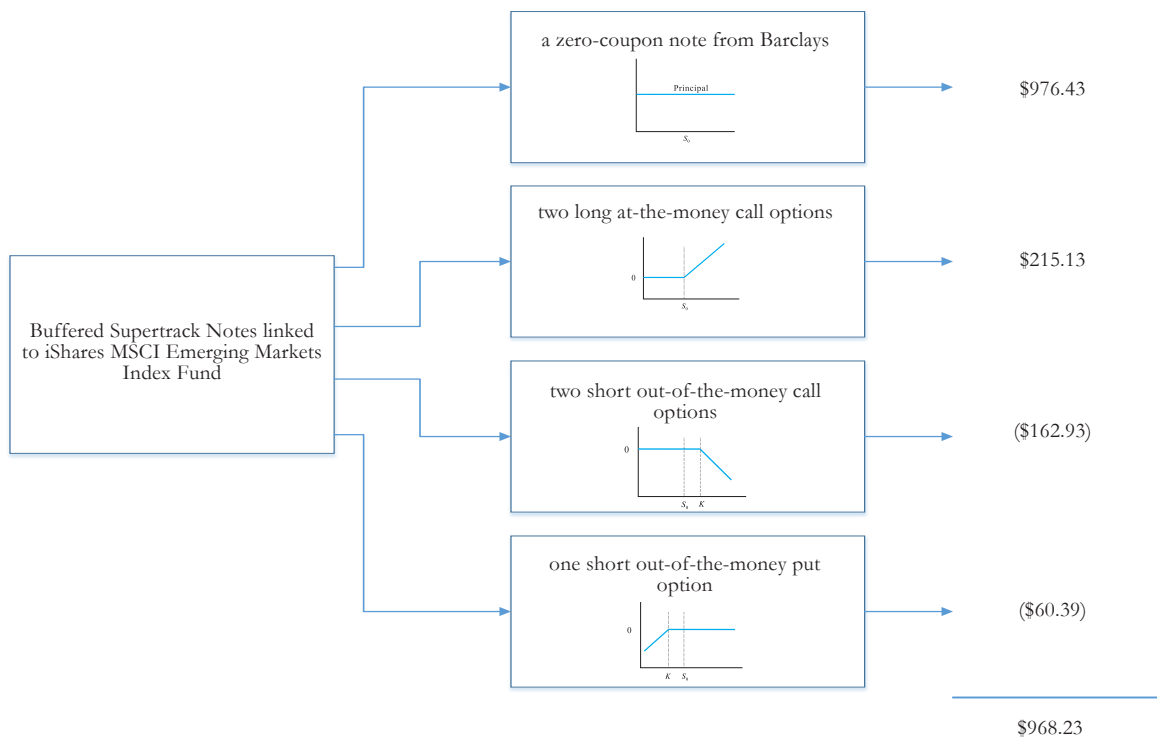 a zero-coupon note from Barclays
Principal
S₀
$976.43
two long at-the-money call options
0
S₀
$215.13
Buffered Supertrack Notes linked
to iShares MSCI Emerging Markets
Index Fund
two short out-of-the-money call
options
0
S₀ K
($162.93)
one short out-of-the-money put
option
0
K S₀
($60.39)
$968.23